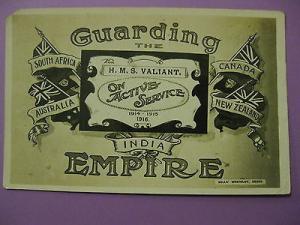 Guarding
THE
SOUTH AFRICA
CANADA
H.M.S. VALIANT.
ON
ACTIVE
SERVICE
AUSTRALIA
NEW ZEALAND
1914-1915
1916.
INDIA
EMPIRE